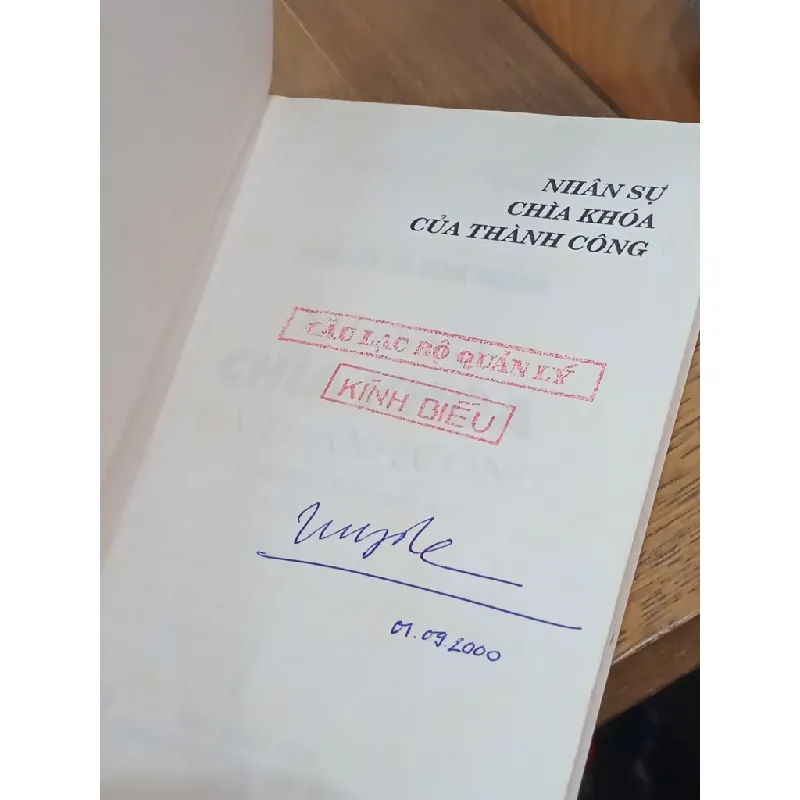 NHÂN SỰ
CHÌA KHÓA
CỦA THÀNH CÔNG
CÂU LẠC BỘ QUẢN LÝ
KÍNH BIẾU
01.09.2000